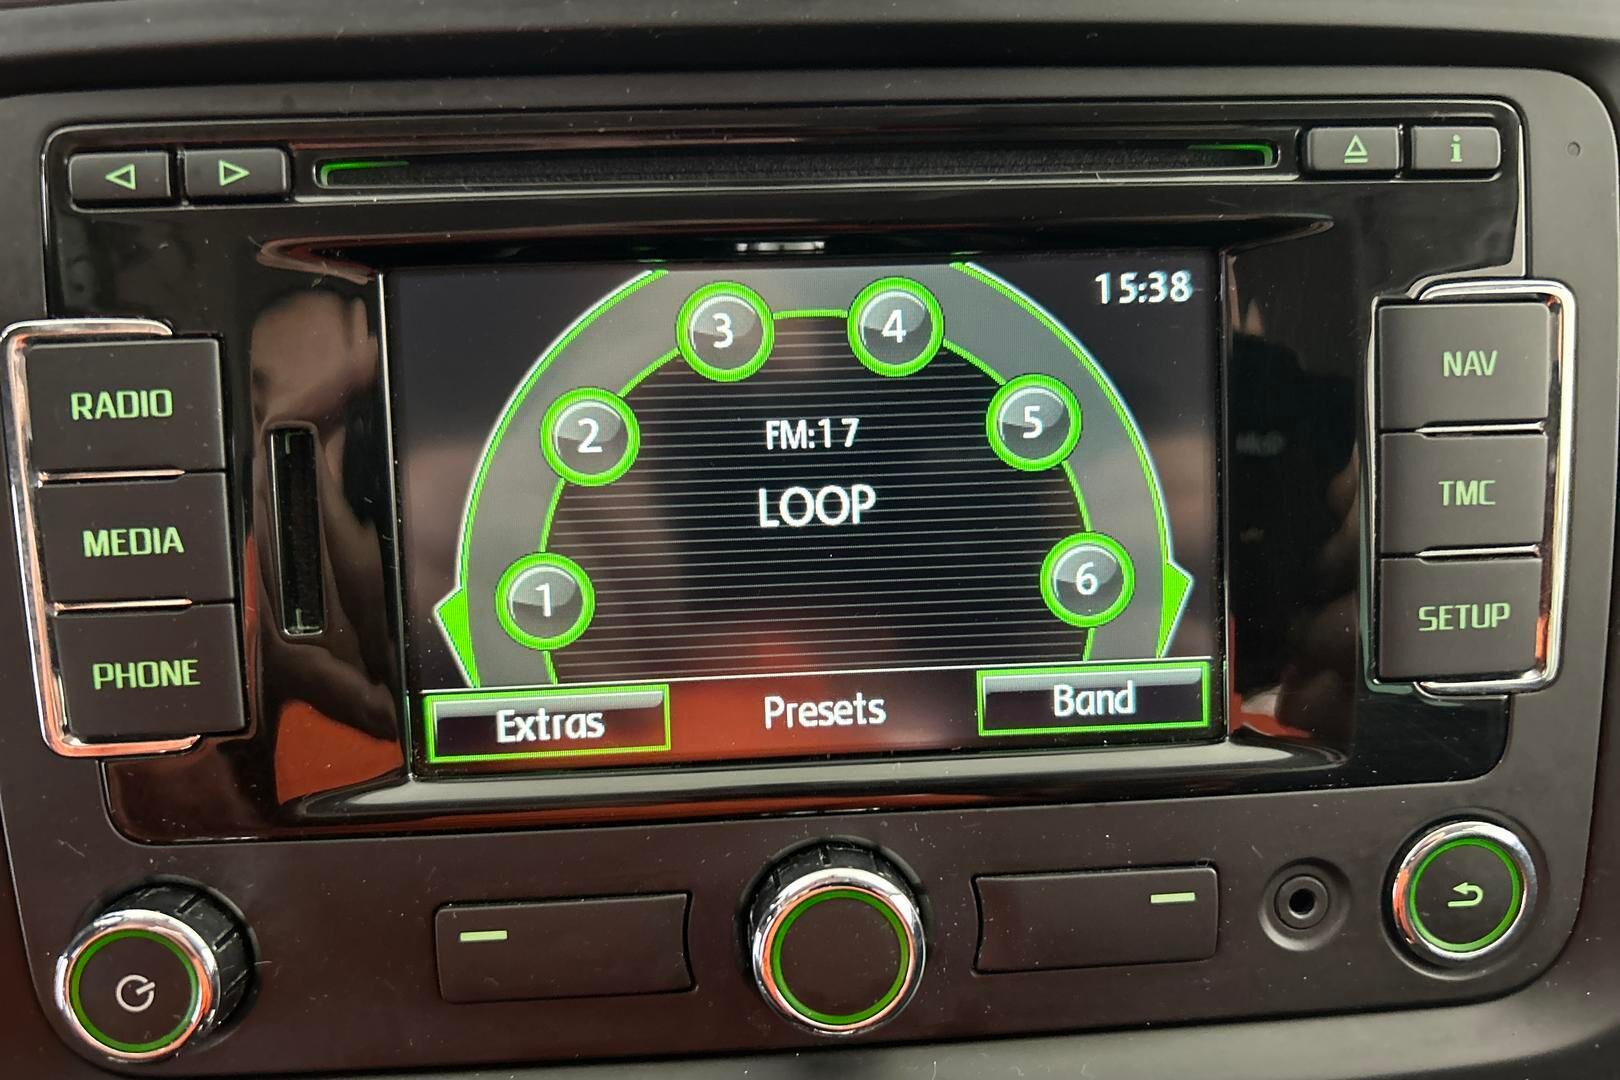 i
15:38
3
4
RADIO
2
FM:17
5
NAV
LOOP
TMC
MEDIA
1
6
SETUP
PHONE
Extras
Presets
Band